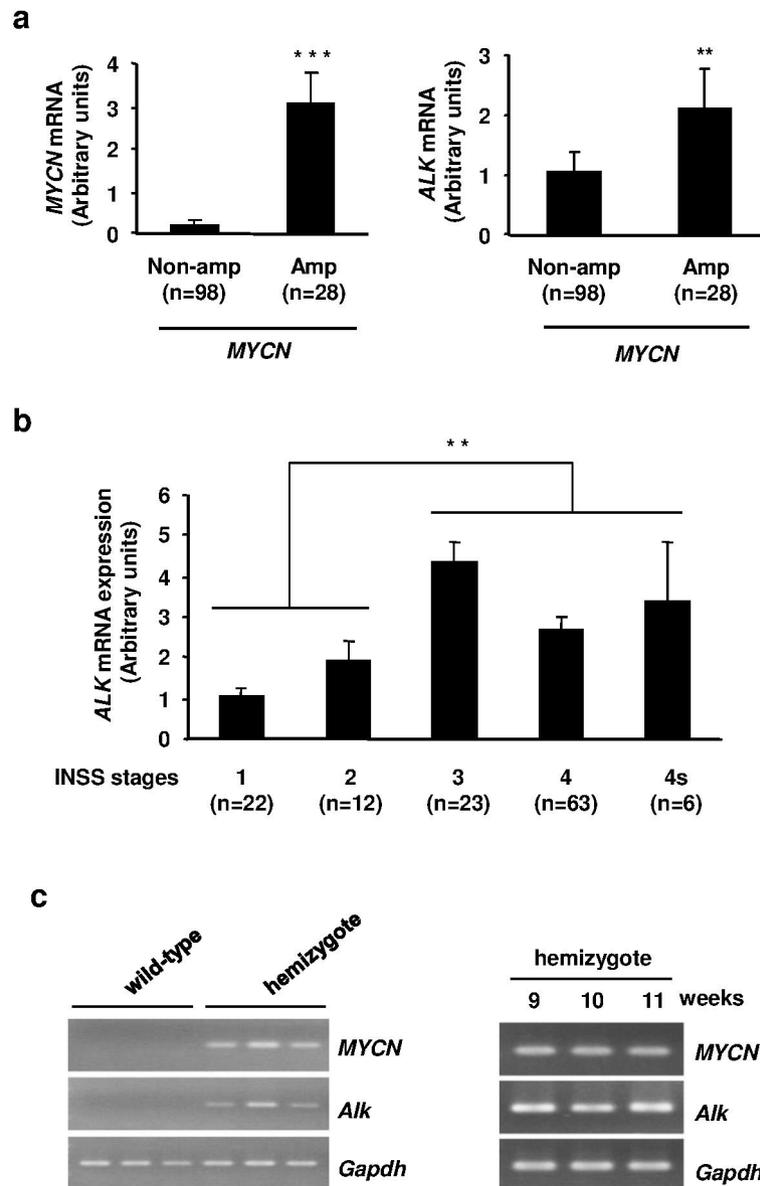 a
MYCN mRNA
(Arbitrary units)
4
3
2
1
0
* * *
Non-amp
(n=98)
Amp
(n=28)
MYCN
ALK mRNA
(Arbitrary units)
3
2
1
0
**
Non-amp
(n=98)
Amp
(n=28)
MYCN
b
* *
ALK mRNA expression
(Arbitrary units)
6
5
4
3
2
1
0
INSS stages 1 2 3 4 4s
(n=22) (n=12) (n=23) (n=63) (n=6)
c
wild-type
hemizygote
MYCN
Alk
Gapdh
hemizygote
9 10 11 weeks
MYCN
Alk
Gapdh